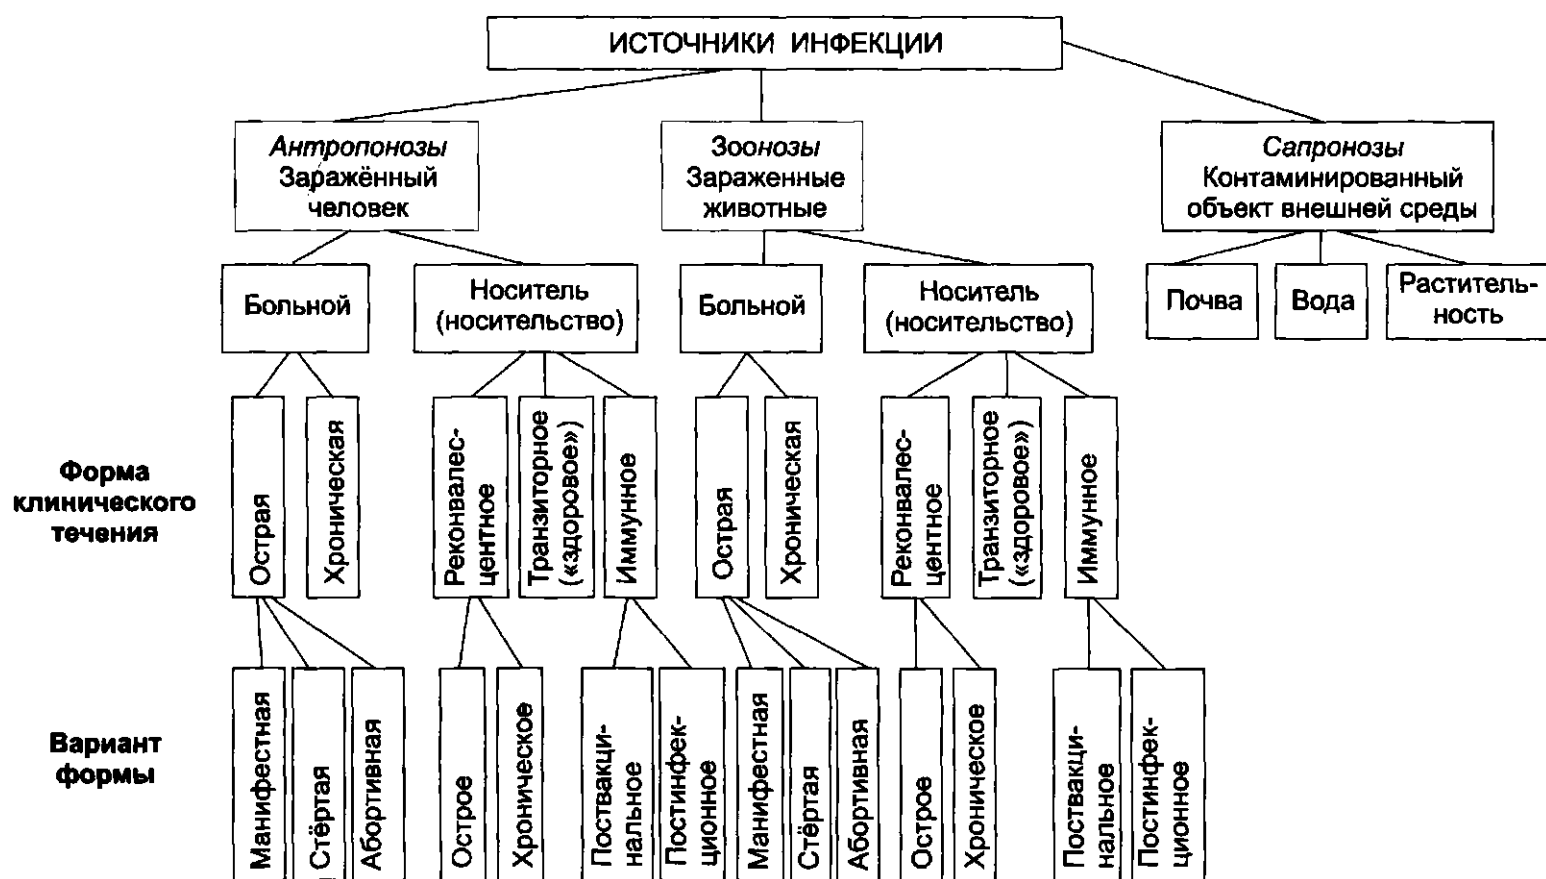 ИСТОЧНИКИ ИНФЕКЦИИ
Антропонозы
Заражённый
человек
Зоонозы
Зараженные
животные
Сапронозы
Контаминированный
объект внешней среды
Больной
Носитель
(носительство)
Больной
Носитель
(носительство)
Почва
Вода
Раститель-
ность
Форма
клинического
течения
Острая
Хроническая
Реконвалес-
центное
Транзиторное
(«здоровое»)
Иммунное
Острая
Хроническая
Реконвалес-
центное
Транзиторное
(«здоровое»)
Иммунное
Вариант
формы
Манифестная
Стёртая
Абортивная
Острое
Хроническое
Поствакци-
нальное
Постинфек-
ционное
Манифестная
Стёртая
Абортивная
Острое
Хроническое
Поствакци-
нальное
Постинфек-
ционное